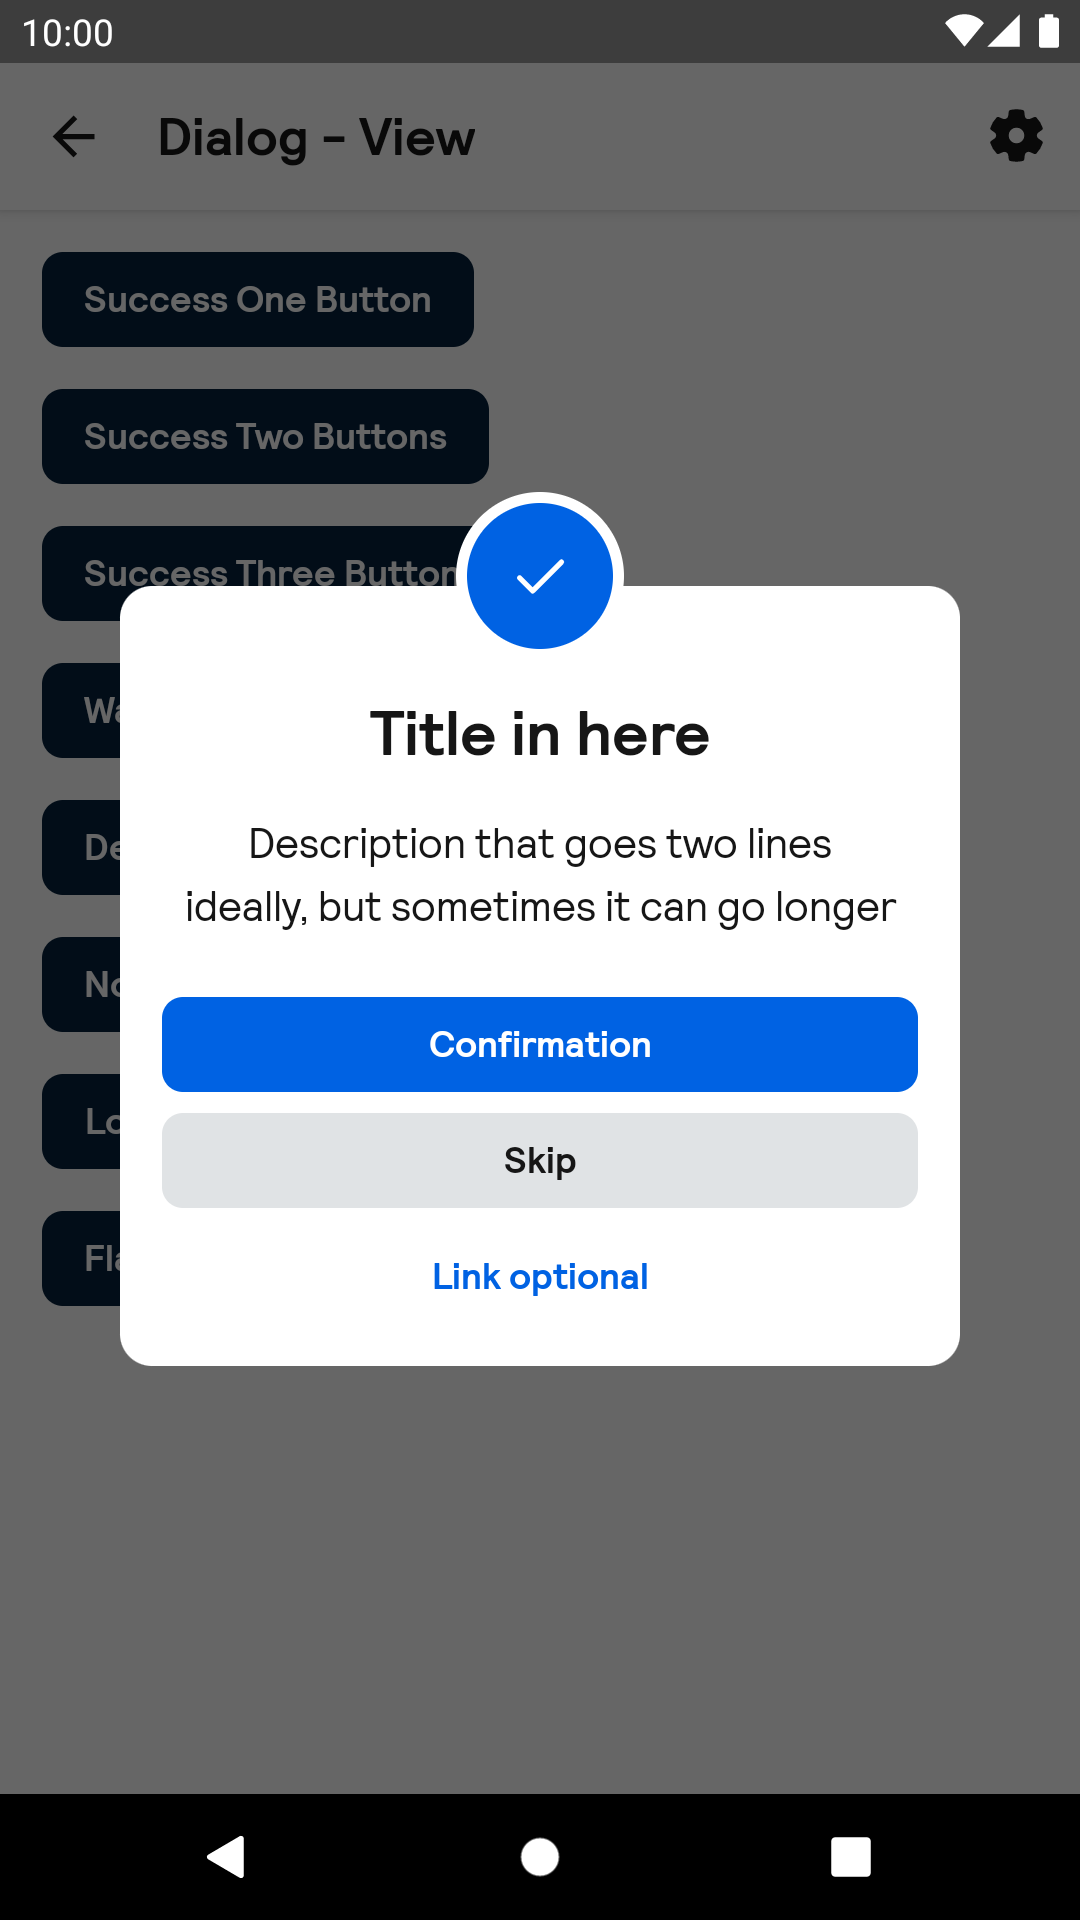 10:00
Dialog - View
Success One Button
Success Two Buttons
Success Three Button
Title in here
Description that goes two lines
ideally, but sometimes it can go longer
Confirmation
Skip
Link optional